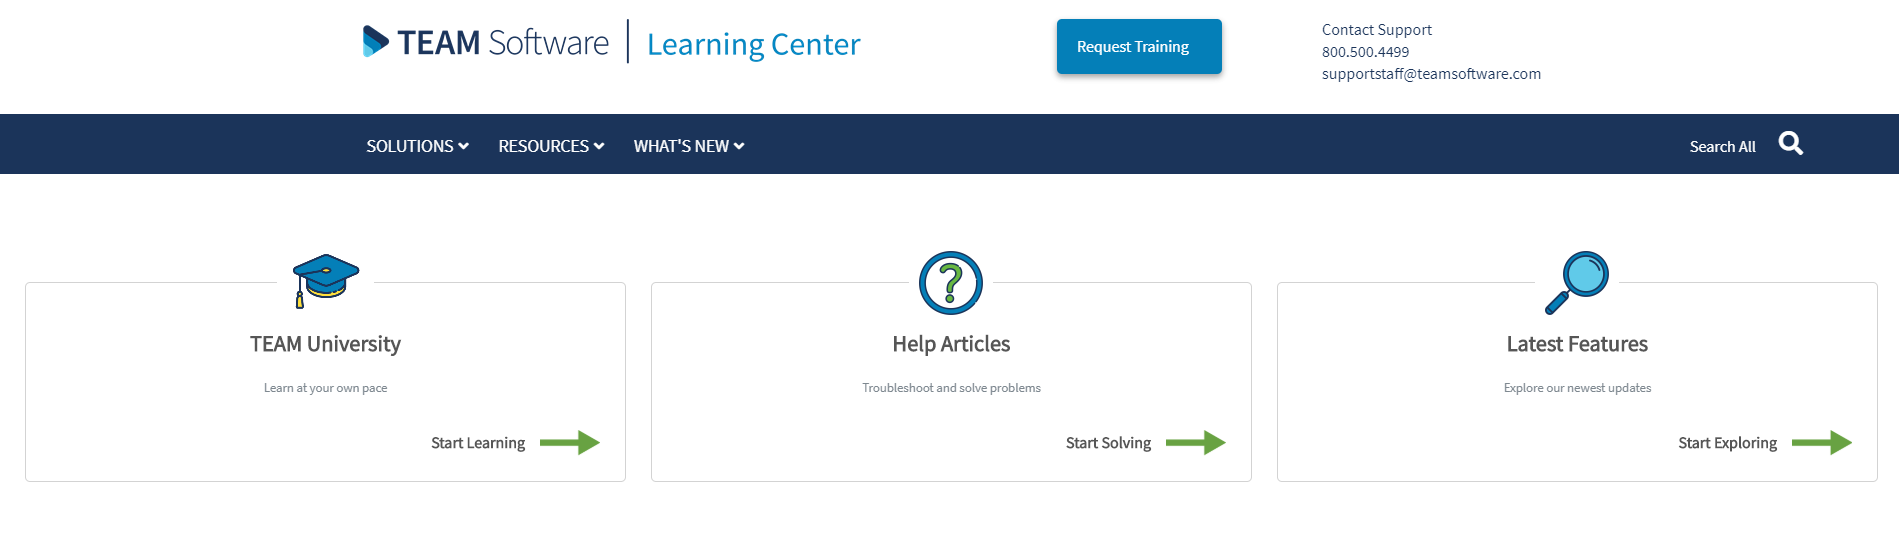 TEAM Software | Learning Center
Request Training
Contact Support
800.500.4499
supportstaff@teamsoftware.com
SOLUTIONS
RESOURCES
WHAT'S NEW
Search All
TEAM University
Learn at your own pace
Start Learning
Help Articles
Troubleshoot and solve problems
Start Solving
Latest Features
Explore our newest updates
Start Exploring